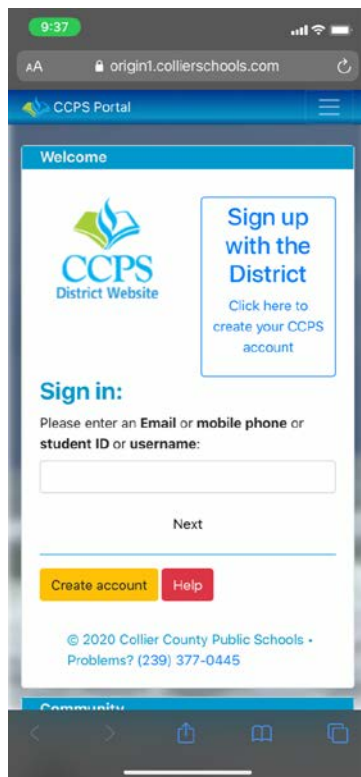 9:37
AA origin1.collierschools.com
CCPS Portal
Welcome
CCPS
District Website
Sign up
with the
District
Click here to
create your CCPS
account
Sign in:
Please enter an Email or mobile phone or
student ID or username:
Next
Create account Help
© 2020 Collier County Public Schools •
Problems? (239) 377-0445
Community